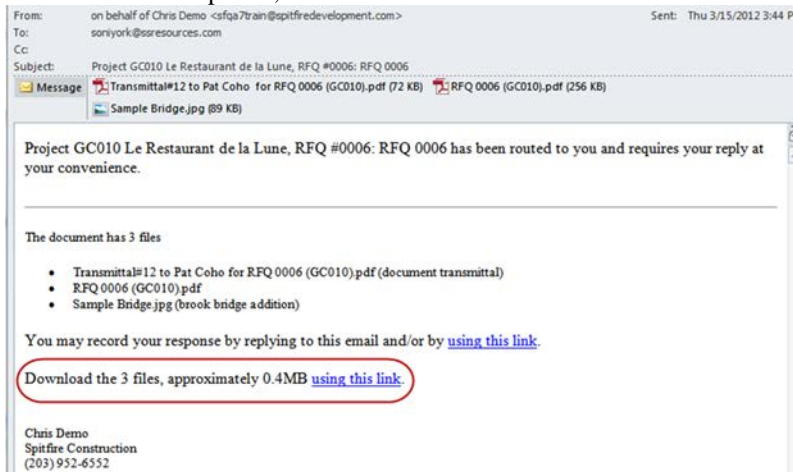 From: on behalf of Chris Demo <sfqa7train@spitfiredevelopment.com> Sent: Thu 3/15/2012 3:44 P
To: soniyork@ssresources.com
Cc:
Subject: Project GC010 Le Restaurant de la Lune, RFQ #0006: RFQ 0006
Message Transmittal#12 to Pat Coho for RFQ 0006 (GC010).pdf (72 KB) RFQ 0006 (GC010).pdf (256 KB)
Sample Bridge.jpg (89 KB)
Project GC010 Le Restaurant de la Lune, RFQ #0006: RFQ 0006 has been routed to you and requires your reply at
your convenience.
The document has 3 files
• Transmittal#12 to Pat Coho for RFQ 0006 (GC010).pdf (document transmittal)
• RFQ 0006 (GC010).pdf
• Sample Bridge.jpg (brook bridge addition)
You may record your response by replying to this email and/or by using this link.
Download the 3 files, approximately 0.4MB using this link.
Chris Demo
Spitfire Construction
(203) 952-6552